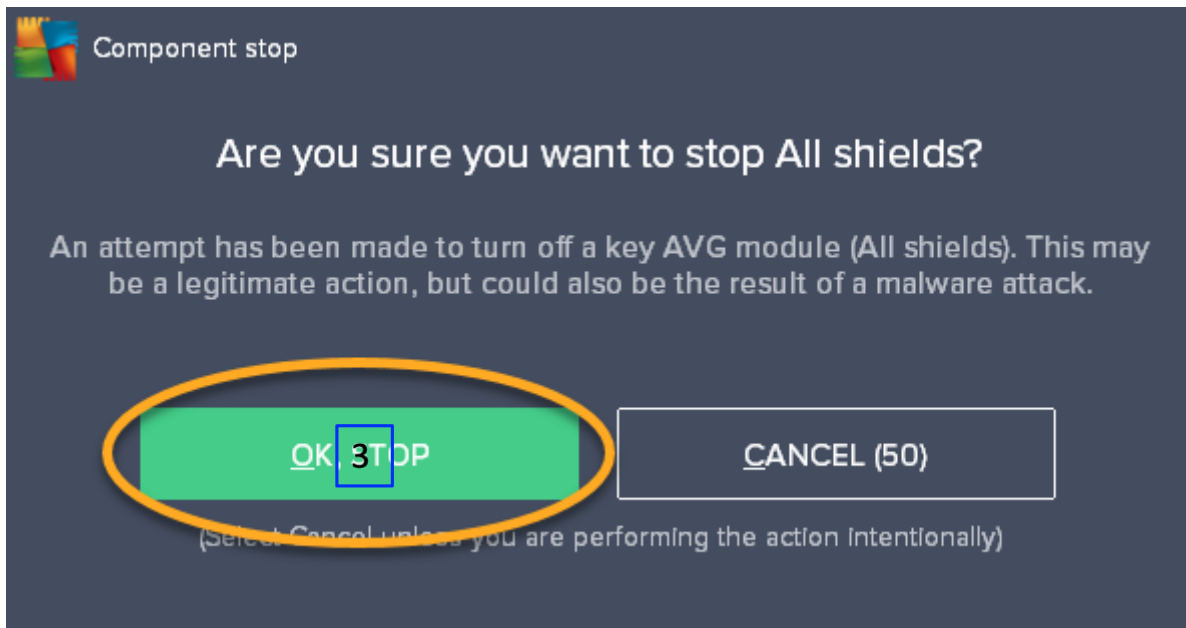 Component stop
Are you sure you want to stop All shields?
An attempt has been made to turn off a key AVG module (All shields). This may
be a legitimate action, but could also be the result of a malware attack.
OK, 3TOP
CANCEL (50)
(Select Cancel unless you are performing the action intentionally)